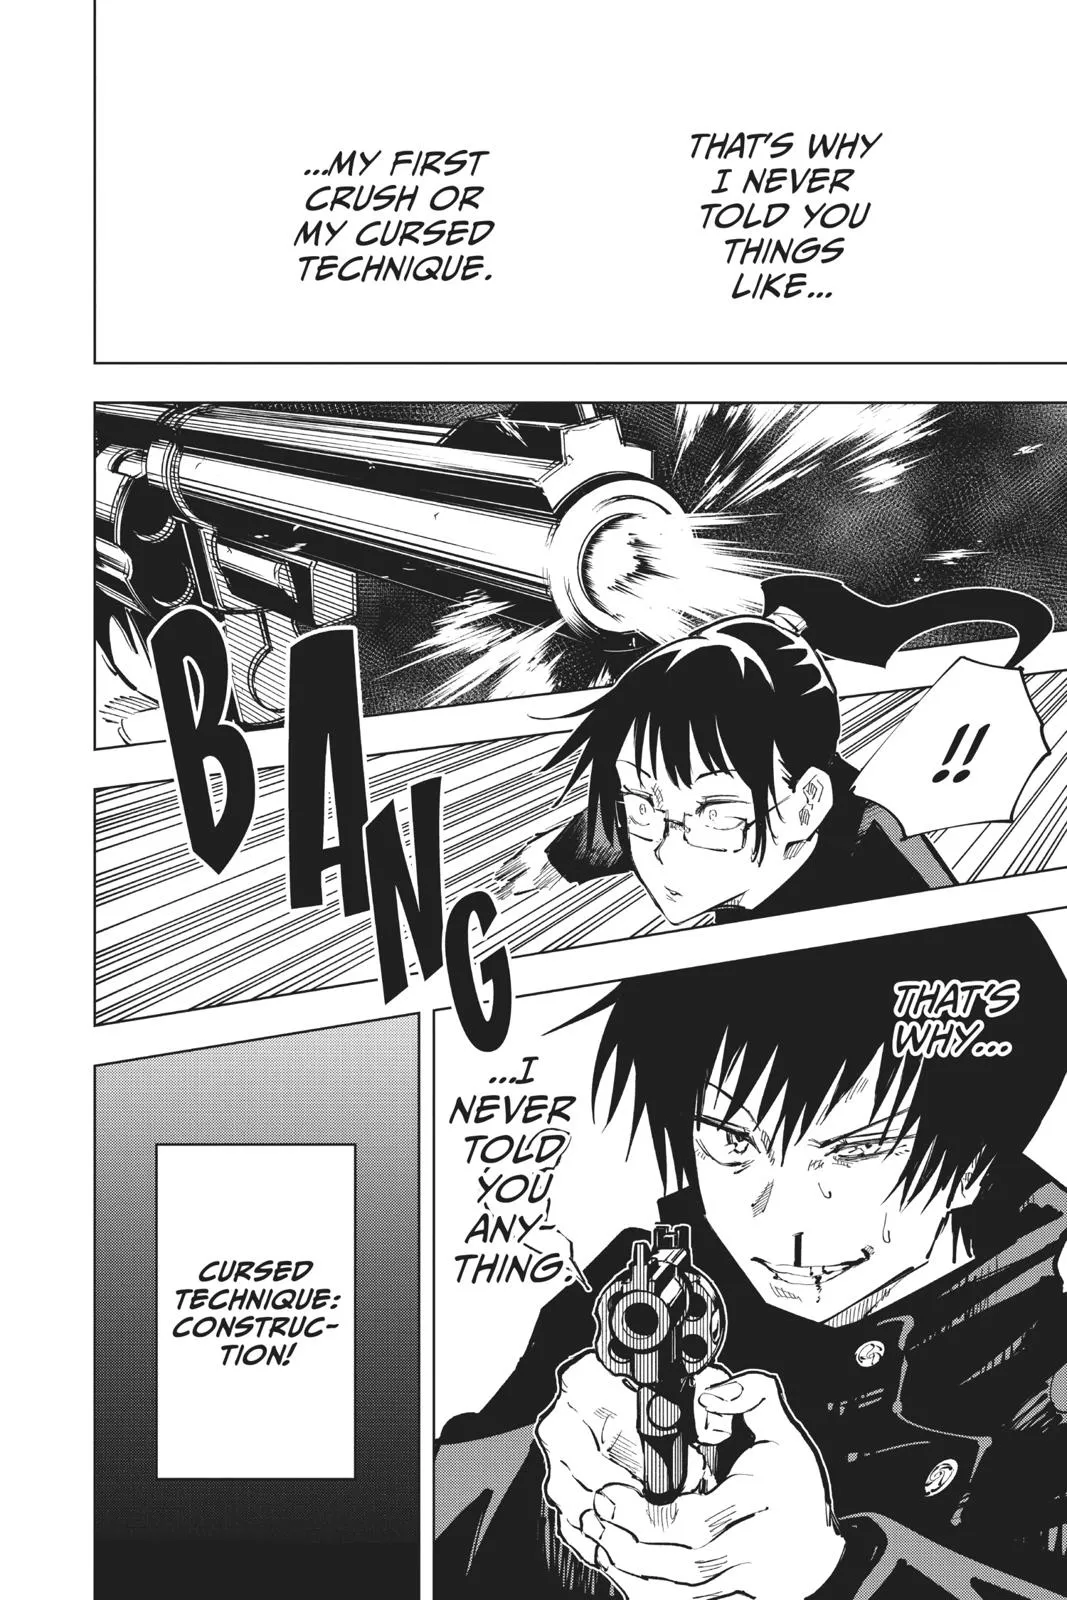 THAT'S WHY
I NEVER
TOLD YOU
THINGS
LIKE...
...MY FIRST
CRUSH OR
MY CURSED
TECHNIQUE.
BANG
!!
THAT'S
WHY...
...I
NEVER
TOLD
YOU
ANY-
THING.
CURSED
TECHNIQUE:
CONSTRUC-
TION!